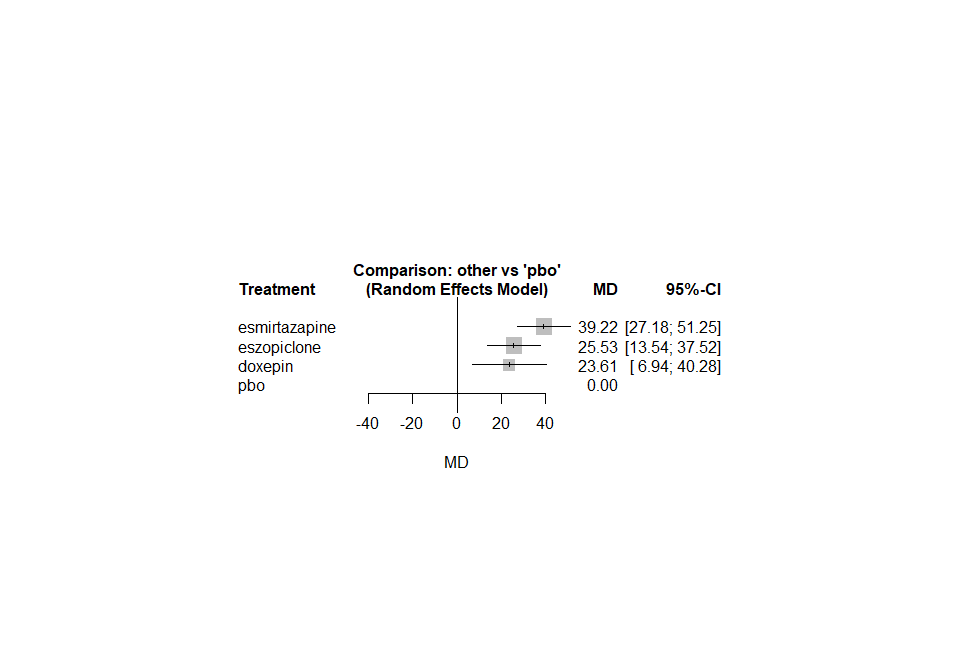 Comparison: other vs 'pbo'
Treatment (Random Effects Model) MD 95%-CI
esmirtazapine 39.22 [27.18; 51.25]
eszopiclone 25.53 [13.54; 37.52]
doxepin 23.61 [ 6.94; 40.28]
pbo 0.00
-40 -20 0 20 40
MD